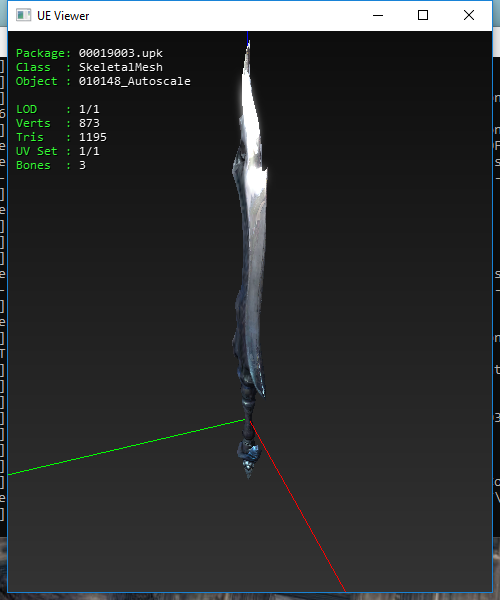 UE Viewer
Package: 00019003.upk
Class : SkeletalMesh
Object : 010148_Autoscale
LOD : 1/1
Verts : 873
Tris : 1195
UV Set : 1/1
Bones : 3